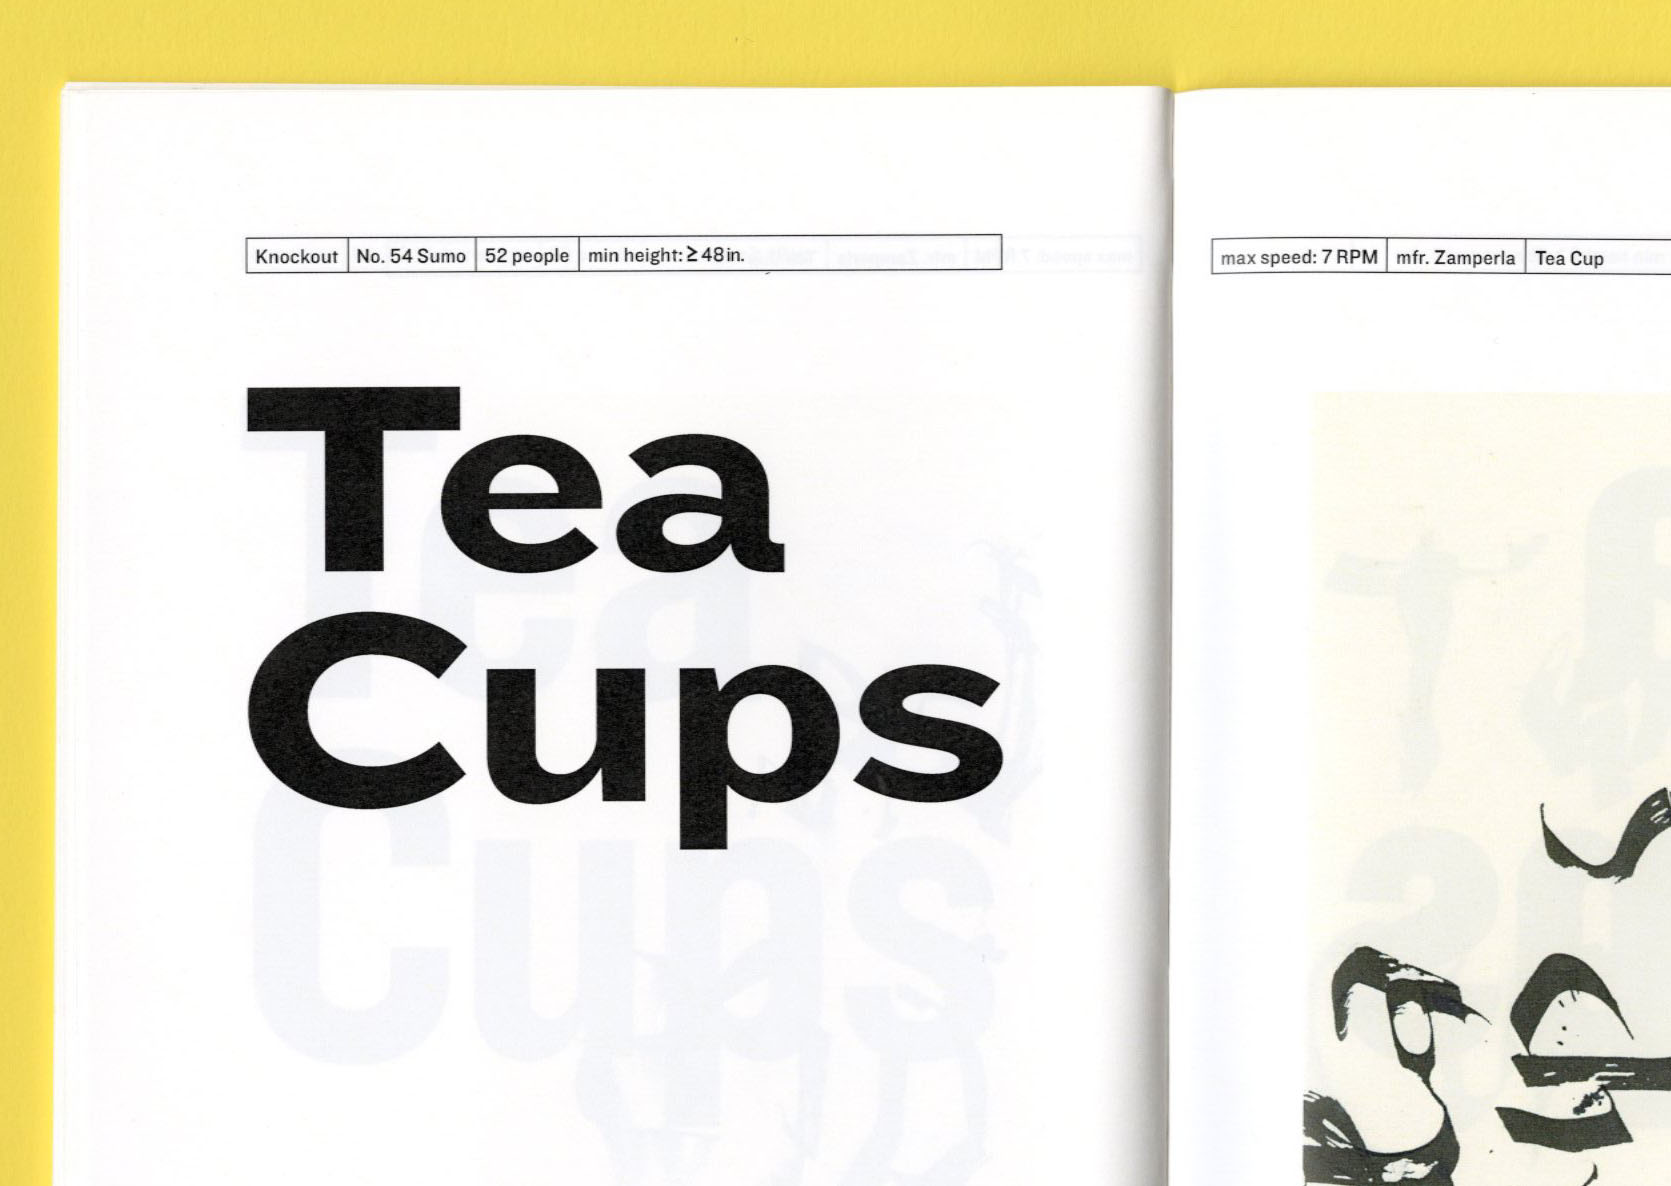 Knockout No. 54 Sumo 52 people min height: ≥ 48 in.
Tea
Cups
max speed: 7 RPM mfr. Zamperla Tea Cup